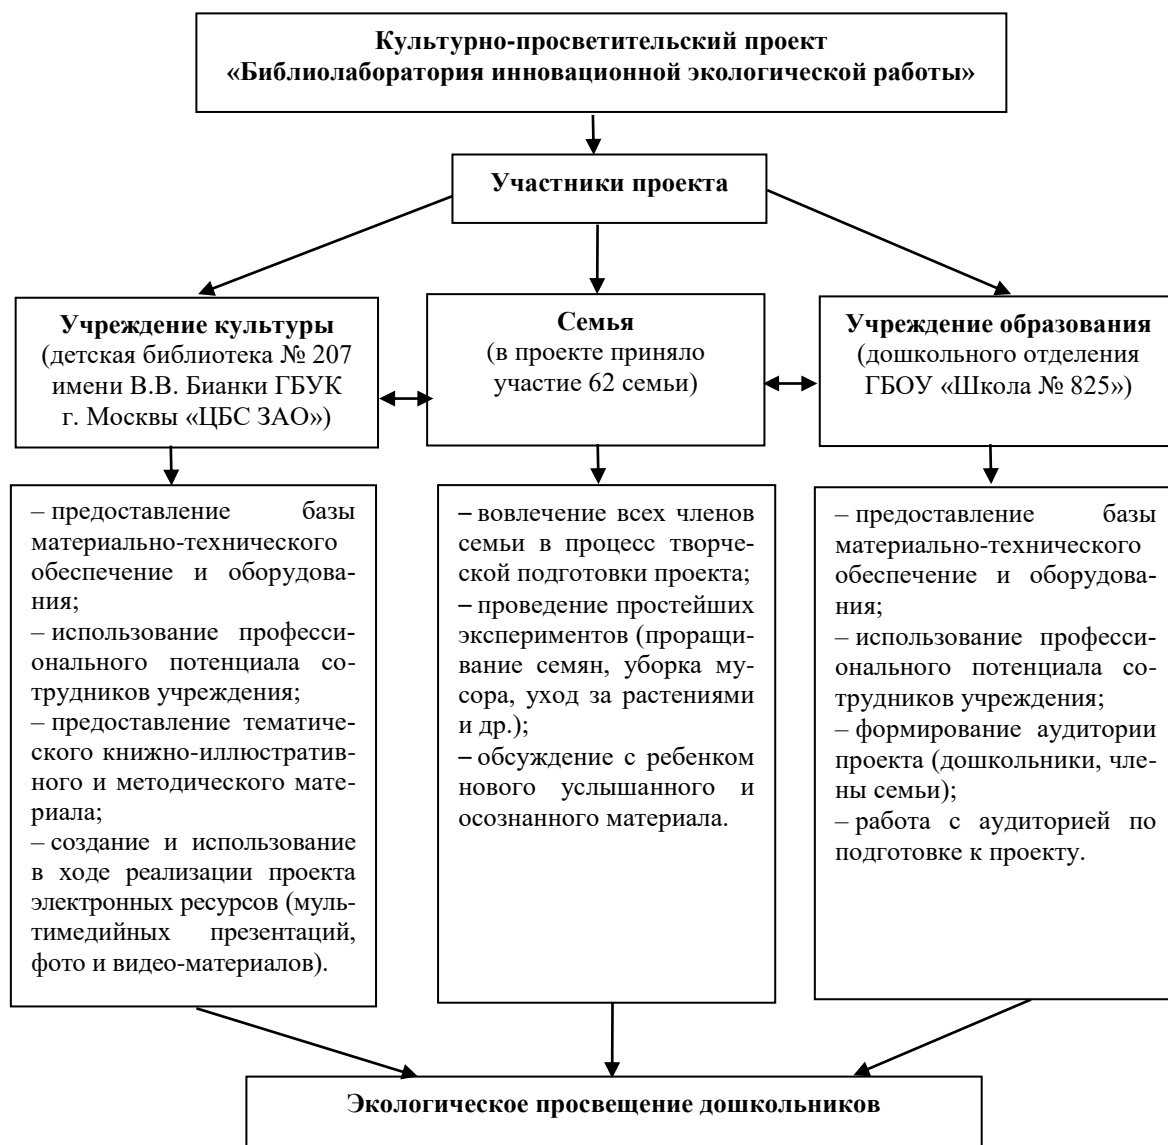 Культурно-просветительский проект
«Библиолаборатория инновационной экологической работы»
Участники проекта
Учреждение культуры
(детская библиотека № 207
имени В.В. Бианки ГБУК
г. Москвы «ЦБС ЗАО»)
Семья
(в проекте приняло
участие 62 семьи)
Учреждение образования
(дошкольного отделения
ГБОУ «Школа № 825»)
– предоставление базы
материально-технического
обеспечение и оборудова-
ния;
– использование професси-
онального потенциала со-
трудников учреждения;
– предоставление тематиче-
ского книжно-иллюстратив-
ного и методического мате-
риала;
– создание и использование
в ходе реализации проекта
электронных ресурсов (муль-
тимедийных презентаций,
фото и видео-материалов).
– вовлечение всех членов
семьи в процесс творче-
ской подготовки проекта;
– проведение простейших
экспериментов (проращи-
вание семян, уборка му-
сора, уход за растениями
и др.);
– обсуждение с ребенком
нового услышанного и
осознанного материала.
– предоставление базы
материально-технического
обеспечение и оборудова-
ния;
– использование професси-
онального потенциала со-
трудников учреждения;
– формирование аудитории
проекта (дошкольники, чле-
ны семьи);
– работа с аудиторией по
подготовке к проекту.
Экологическое просвещение дошкольников